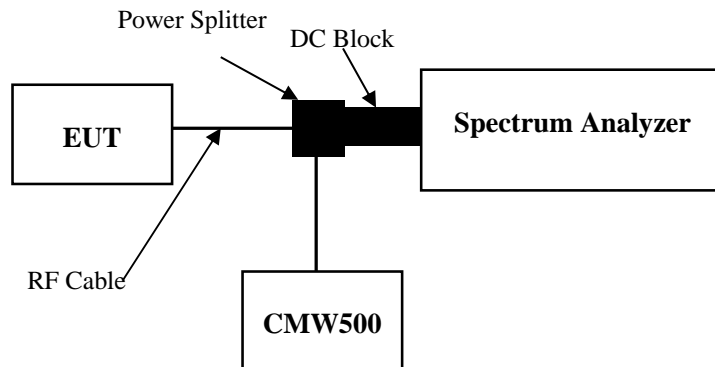 Power Splitter
DC Block
EUT
Spectrum Analyzer
RF Cable
CMW500